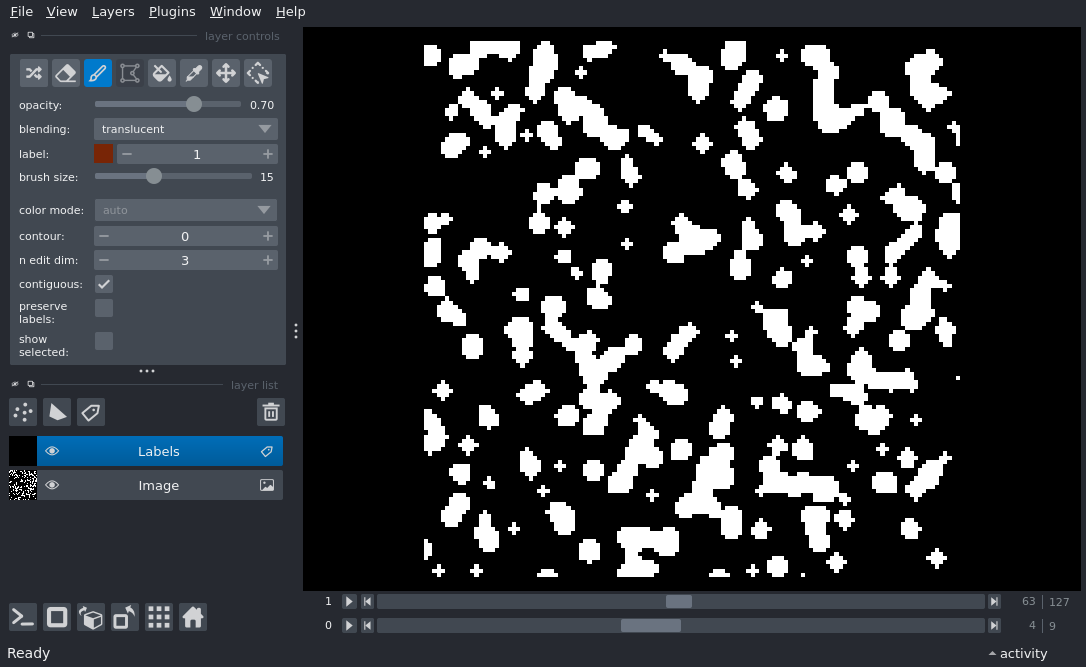 File View Layers Plugins Window Help
layer controls
opacity: 0.70
blending: translucent
label: 1
brush size: 15
color mode: auto
contour: 0
n edit dim: 3
contiguous:
preserve
labels:
show
selected:
layer list
Labels
Image
1 63 127
0 4 9
Ready activity